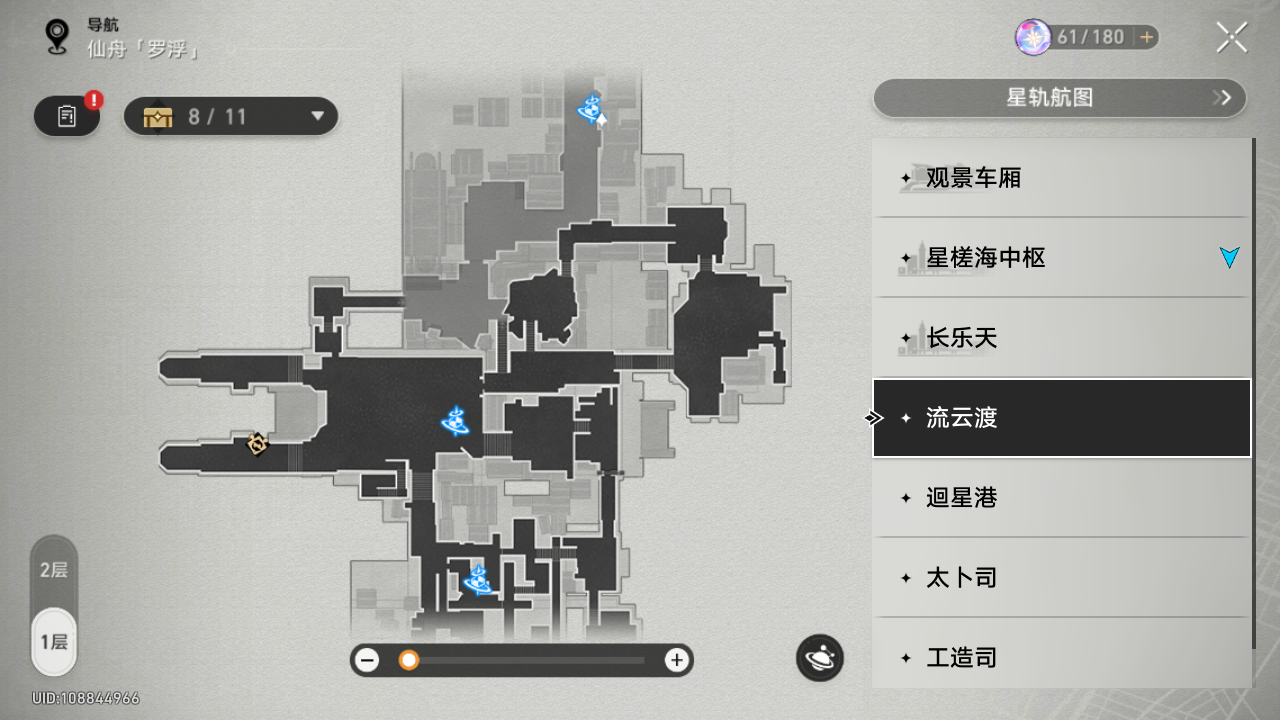 导航
仙舟「罗浮」
61/180
8 / 11
星轨航图
观景车厢
星槎海中枢
长乐天
流云渡
迴星港
太卜司
工造司
2层
1层
UID:108844966